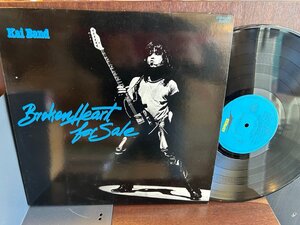 Kai Band
Broken Heart
for Sale